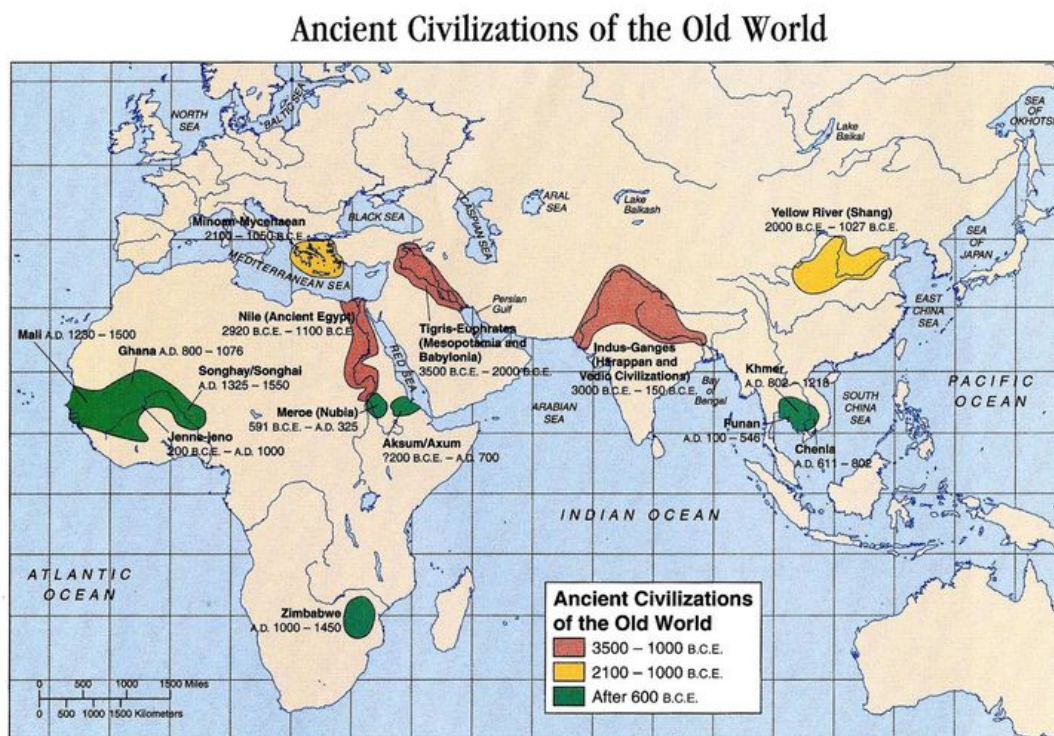 Ancient Civilizations of the Old World
NORTH
SEA
BALTIC SEA
SEA
OF
OKHOTSK
Lake
Baikal
ARAL
SEA
Lake
Balkash
CASPIAN SEA
BLACK SEA
Minoan-Mycenaean
2100 – 1050 B.C.E.
MEDITERRANEAN SEA
Yellow River (Shang)
2000 B.C.E. – 1027 B.C.E.
SEA
OF
JAPAN
EAST
CHINA
SEA
Persian
Gulf
Nile (Ancient Egypt)
2920 B.C.E. – 1100 B.C.E.
Tigris-Euphrates
(Mesopotamia and
Babylonia)
3500 B.C.E. – 2000 B.C.E.
RED SEA
Mali A.D. 1230 – 1500
Ghana A.D. 800 – 1076
Songhay/Songhai
A.D. 1325 – 1550
Jenne-jeno
200 B.C.E. – A.D. 1000
Meroe (Nubia)
591 B.C.E. – A.D. 325
Aksum/Axum
?200 B.C.E. – A.D. 700
Indus-Ganges
(Harappan and
Vedic Civilizations)
3000 B.C.E. – 150 B.C.E.
ARABIAN
SEA
Bay
of
Bengal
Khmer
A.D. 802 – 1218
Funan
A.D. 100 – 546
Chenla
A.D. 611 – 802
SOUTH
CHINA
SEA
PACIFIC
OCEAN
INDIAN OCEAN
ATLANTIC
OCEAN
Zimbabwe
A.D. 1000 – 1450
Ancient Civilizations
of the Old World
3500 – 1000 B.C.E.
2100 – 1000 B.C.E.
After 600 B.C.E.
0 500 1000 1500 Miles
0 500 1000 1500 Kilometers